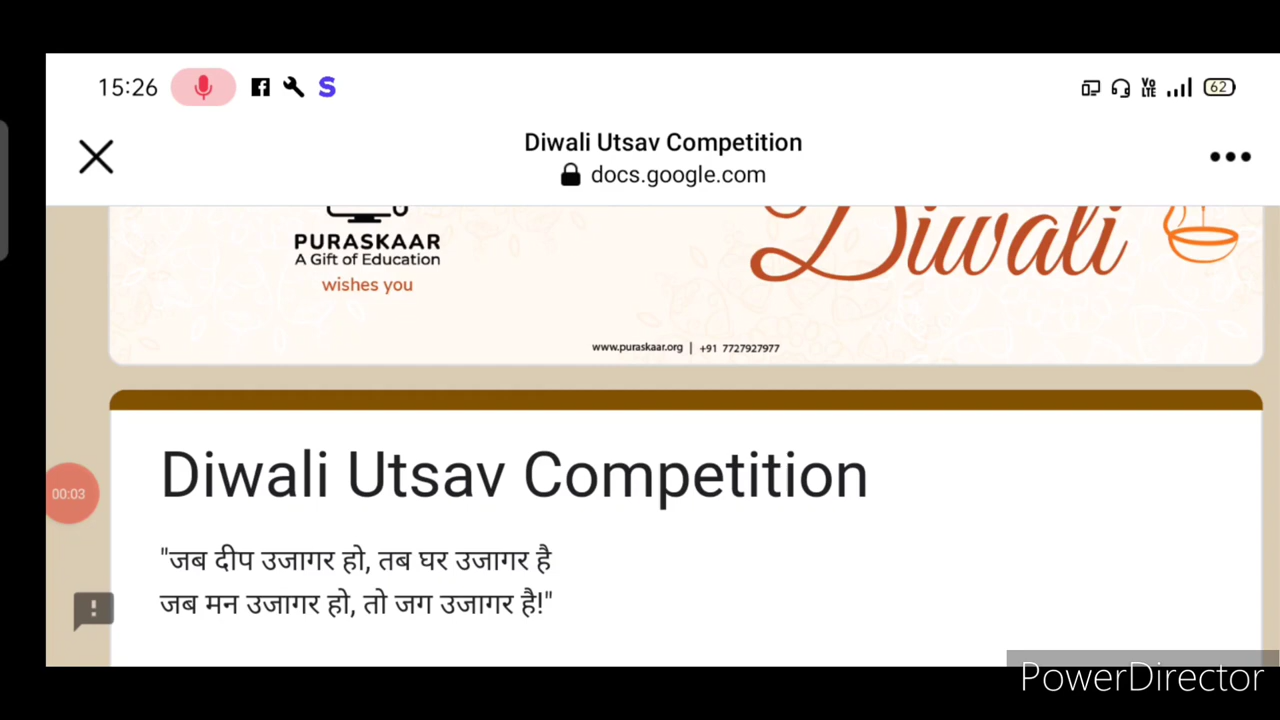 15:26
62
Diwali Utsav Competition
docs.google.com
Diwali
PURASKAAR
A Gift of Education
wishes you
www.puraskaar.org | +91 7727927977
Diwali Utsav Competition
00:03
"जब दीप उजागर हो, तब घर उजागर है
जब मन उजागर हो, तो जग उजागर है!"
PowerDirector